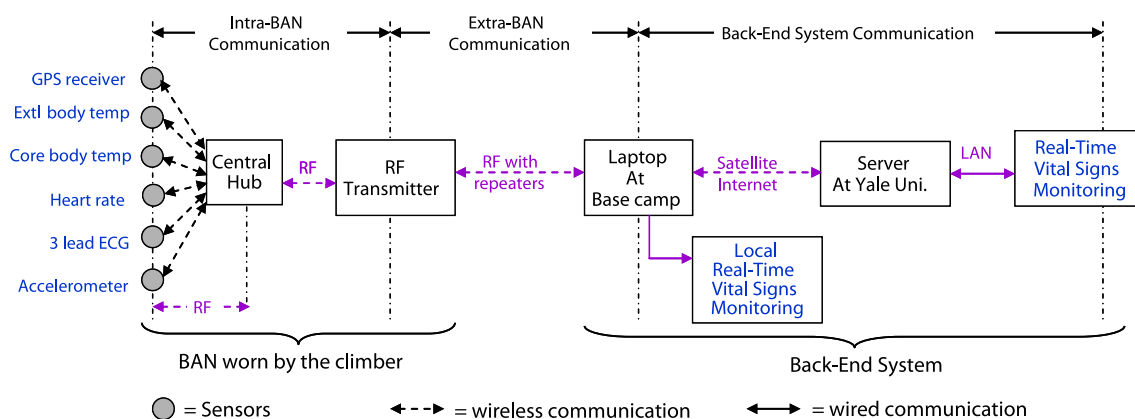 Intra-BAN
Communication
Extra-BAN
Communication
Back-End System Communication
GPS receiver
Extl body temp
Core body temp
Heart rate
3 lead ECG
Accelerometer
Central
Hub
RF
RF
RF
Transmitter
RF with
repeaters
Laptop
At
Base camp
Satellite
Internet
Server
At Yale Uni.
LAN
Real-Time
Vital Signs
Monitoring
Local
Real-Time
Vital Signs
Monitoring
BAN worn by the climber
Back-End System
= Sensors
= wireless communication
= wired communication